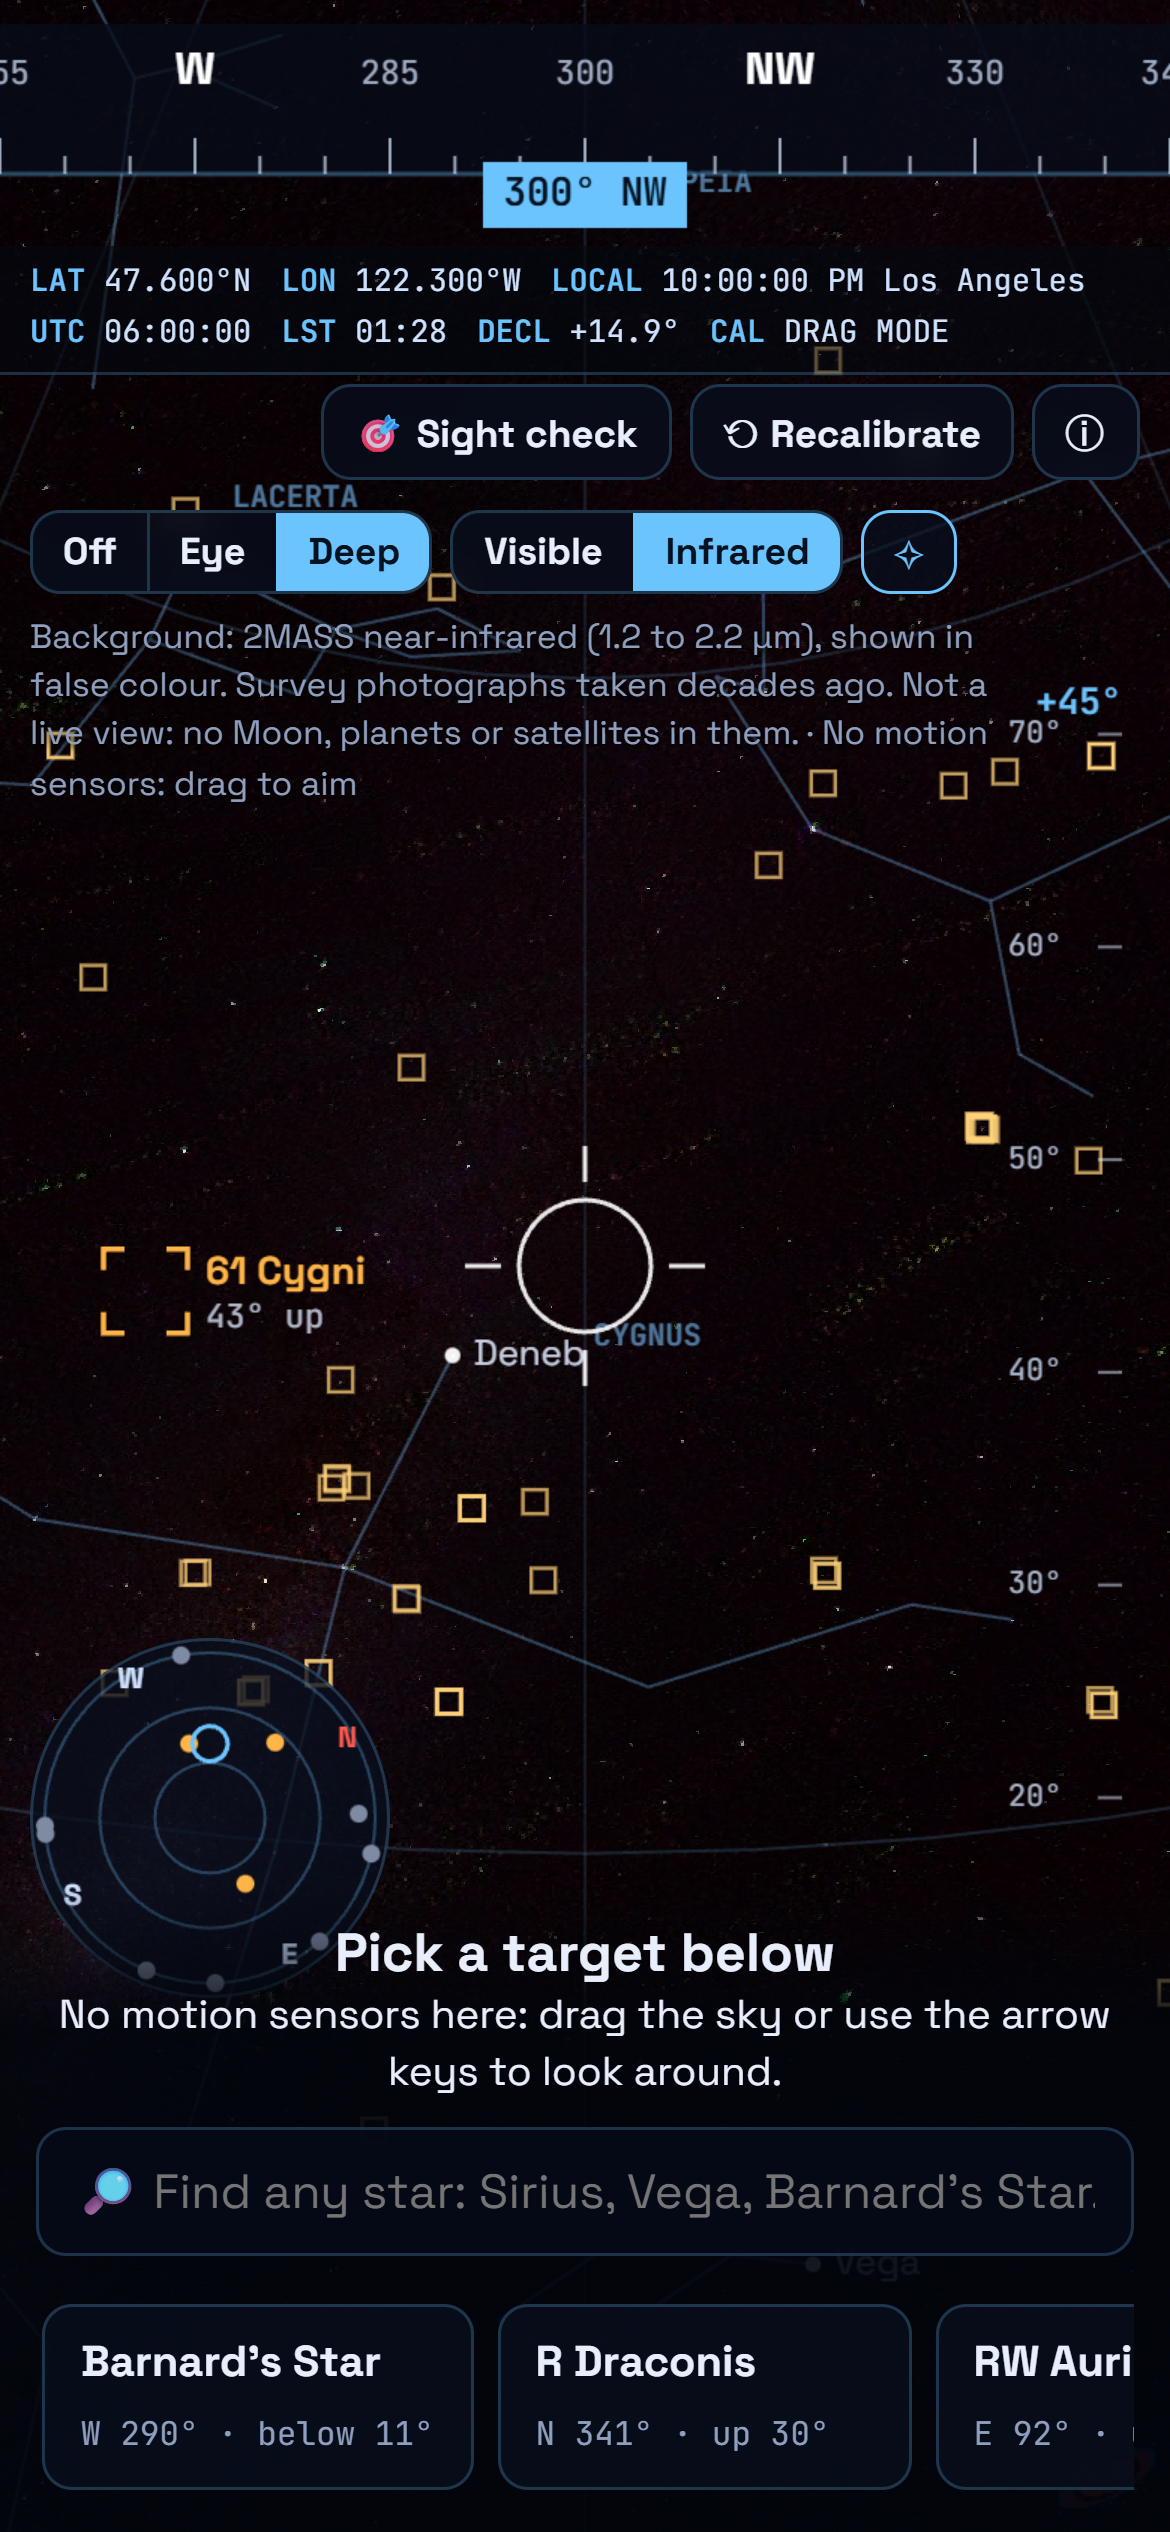 W 285 300 NW 330
300° NW
LAT 47.600°N LON 122.300°W LOCAL 10:00:00 PM Los Angeles
UTC 06:00:00 LST 01:28 DECL +14.9° CAL DRAG MODE
🎯 Sight check Recalibrate ⓘ
LACERTA
Off Eye Deep Visible Infrared
Background: 2MASS near-infrared (1.2 to 2.2 µm), shown in
false colour. Survey photographs taken decades ago. Not a
live view: no Moon, planets or satellites in them. · No motion
sensors: drag to aim
+45°
70°
60°
50°
61 Cygni
43° up
CYGNUS
Deneb
40°
30°
W
N
20°
S
E
Pick a target below
No motion sensors here: drag the sky or use the arrow
keys to look around.
🔎 Find any star: Sirius, Vega, Barnard's Star.
Vega
Barnard's Star
W 290° · below 11°
R Draconis
N 341° · up 30°
RW Auri
E 92° ·